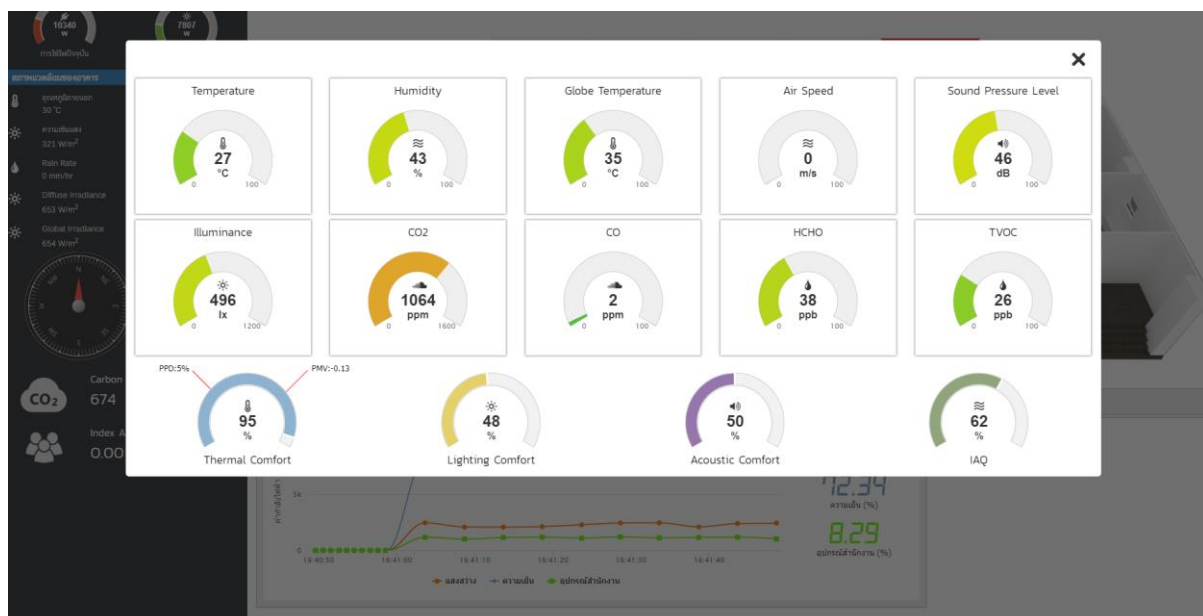 10340
W
7807
W
การใช้ไฟปัจจุบัน
สภาพแวดล้อมของอาคาร
อุณหภูมิภายนอก
30 °C
ความเข้มแสง
321 W/m²
Rain Rate
0 mm/hr
Diffuse Irradiance
653 W/m²
Global Irradiance
654 W/m²
N
NE
E
S
SW
NW
CO₂
Carbon
674
Index A
0.00
Temperature
27
°C
0 100
Humidity
43
%
0 100
Globe Temperature
35
°C
0 100
Air Speed
0
m/s
0 100
Sound Pressure Level
46
dB
0 100
Illuminance
496
lx
0 1200
CO2
1064
ppm
0 1600
CO
2
ppm
0 100
HCHO
38
ppb
0 100
TVOC
26
ppb
0 100
PPD:5%
PMV:-0.13
95
%
Thermal Comfort
48
%
Lighting Comfort
50
%
Acoustic Comfort
62
%
IAQ
5k
0
16:40:50 16:41:00 16:41:10 16:41:20 16:41:30 16:41:40
แสงสว่าง ความเย็น อุปกรณ์สำนักงาน
72.34
ความเย็น (%)
8.29
อุปกรณ์สำนักงาน (%)